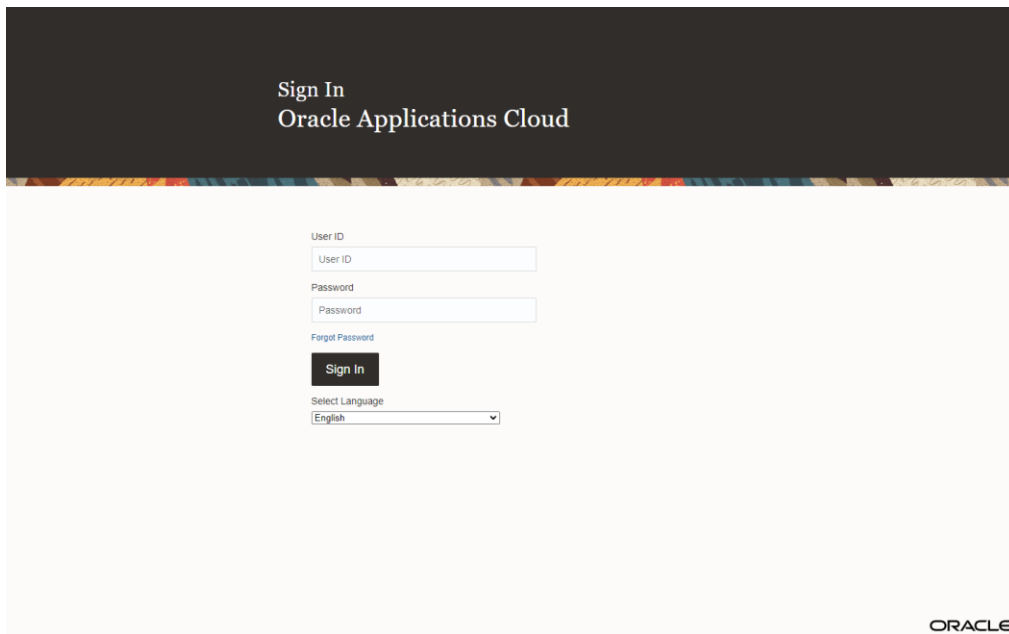 Sign In
Oracle Applications Cloud
User ID
User ID
Password
Password
Forgot Password
Sign In
Select Language
English
ORACLE